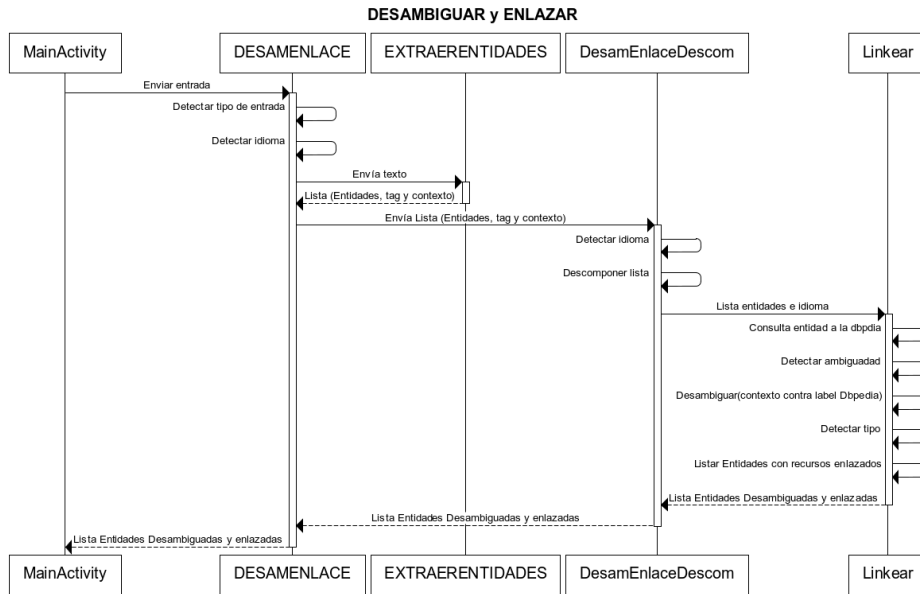 DESAMBIGUAR y ENLAZAR
MainActivity
DESAMENLACE
EXTRAERENTIDADES
DesamEnlaceDescom
Linkear
Enviar entrada
Detectar tipo de entrada
Detectar idioma
Envía texto
Lista (Entidades, tag y contexto)
Envía Lista (Entidades, tag y contexto)
Detectar idioma
Descomponer lista
Lista entidades e idioma
Consulta entidad a la dbpdia
Detectar ambiguadad
Desambiguar(contexto contra label Dbpedia)
Detectar tipo
Listar Entidades con recursos enlazados
Lista Entidades Desambiguadas y enlazadas
Lista Entidades Desambiguadas y enlazadas
Lista Entidades Desambiguadas y enlazadas
MainActivity
DESAMENLACE
EXTRAERENTIDADES
DesamEnlaceDescom
Linkear